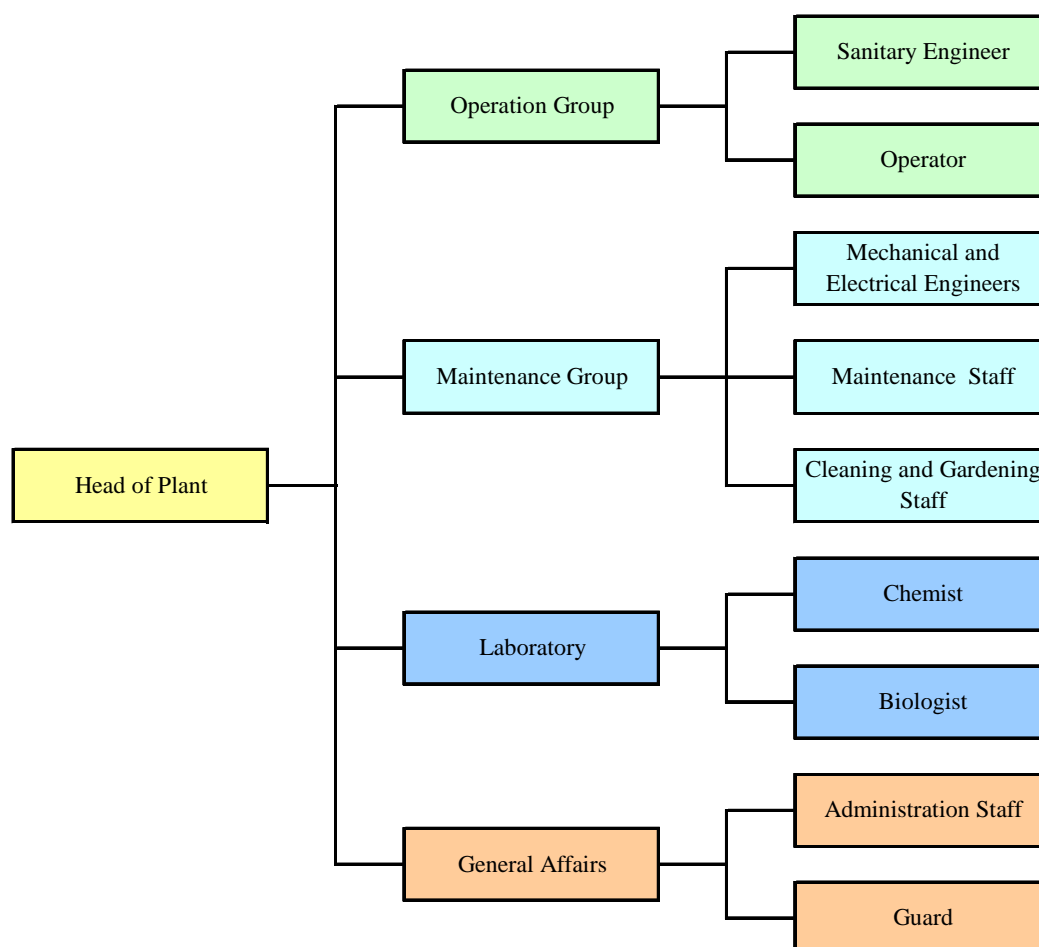 Sanitary Engineer
Operation Group
Operator
Mechanical and
Electrical Engineers
Maintenance Group
Maintenance  Staff
Cleaning and Gardening
Staff
Head of Plant
Chemist
Laboratory
Biologist
Administration Staff
General Affairs
Guard